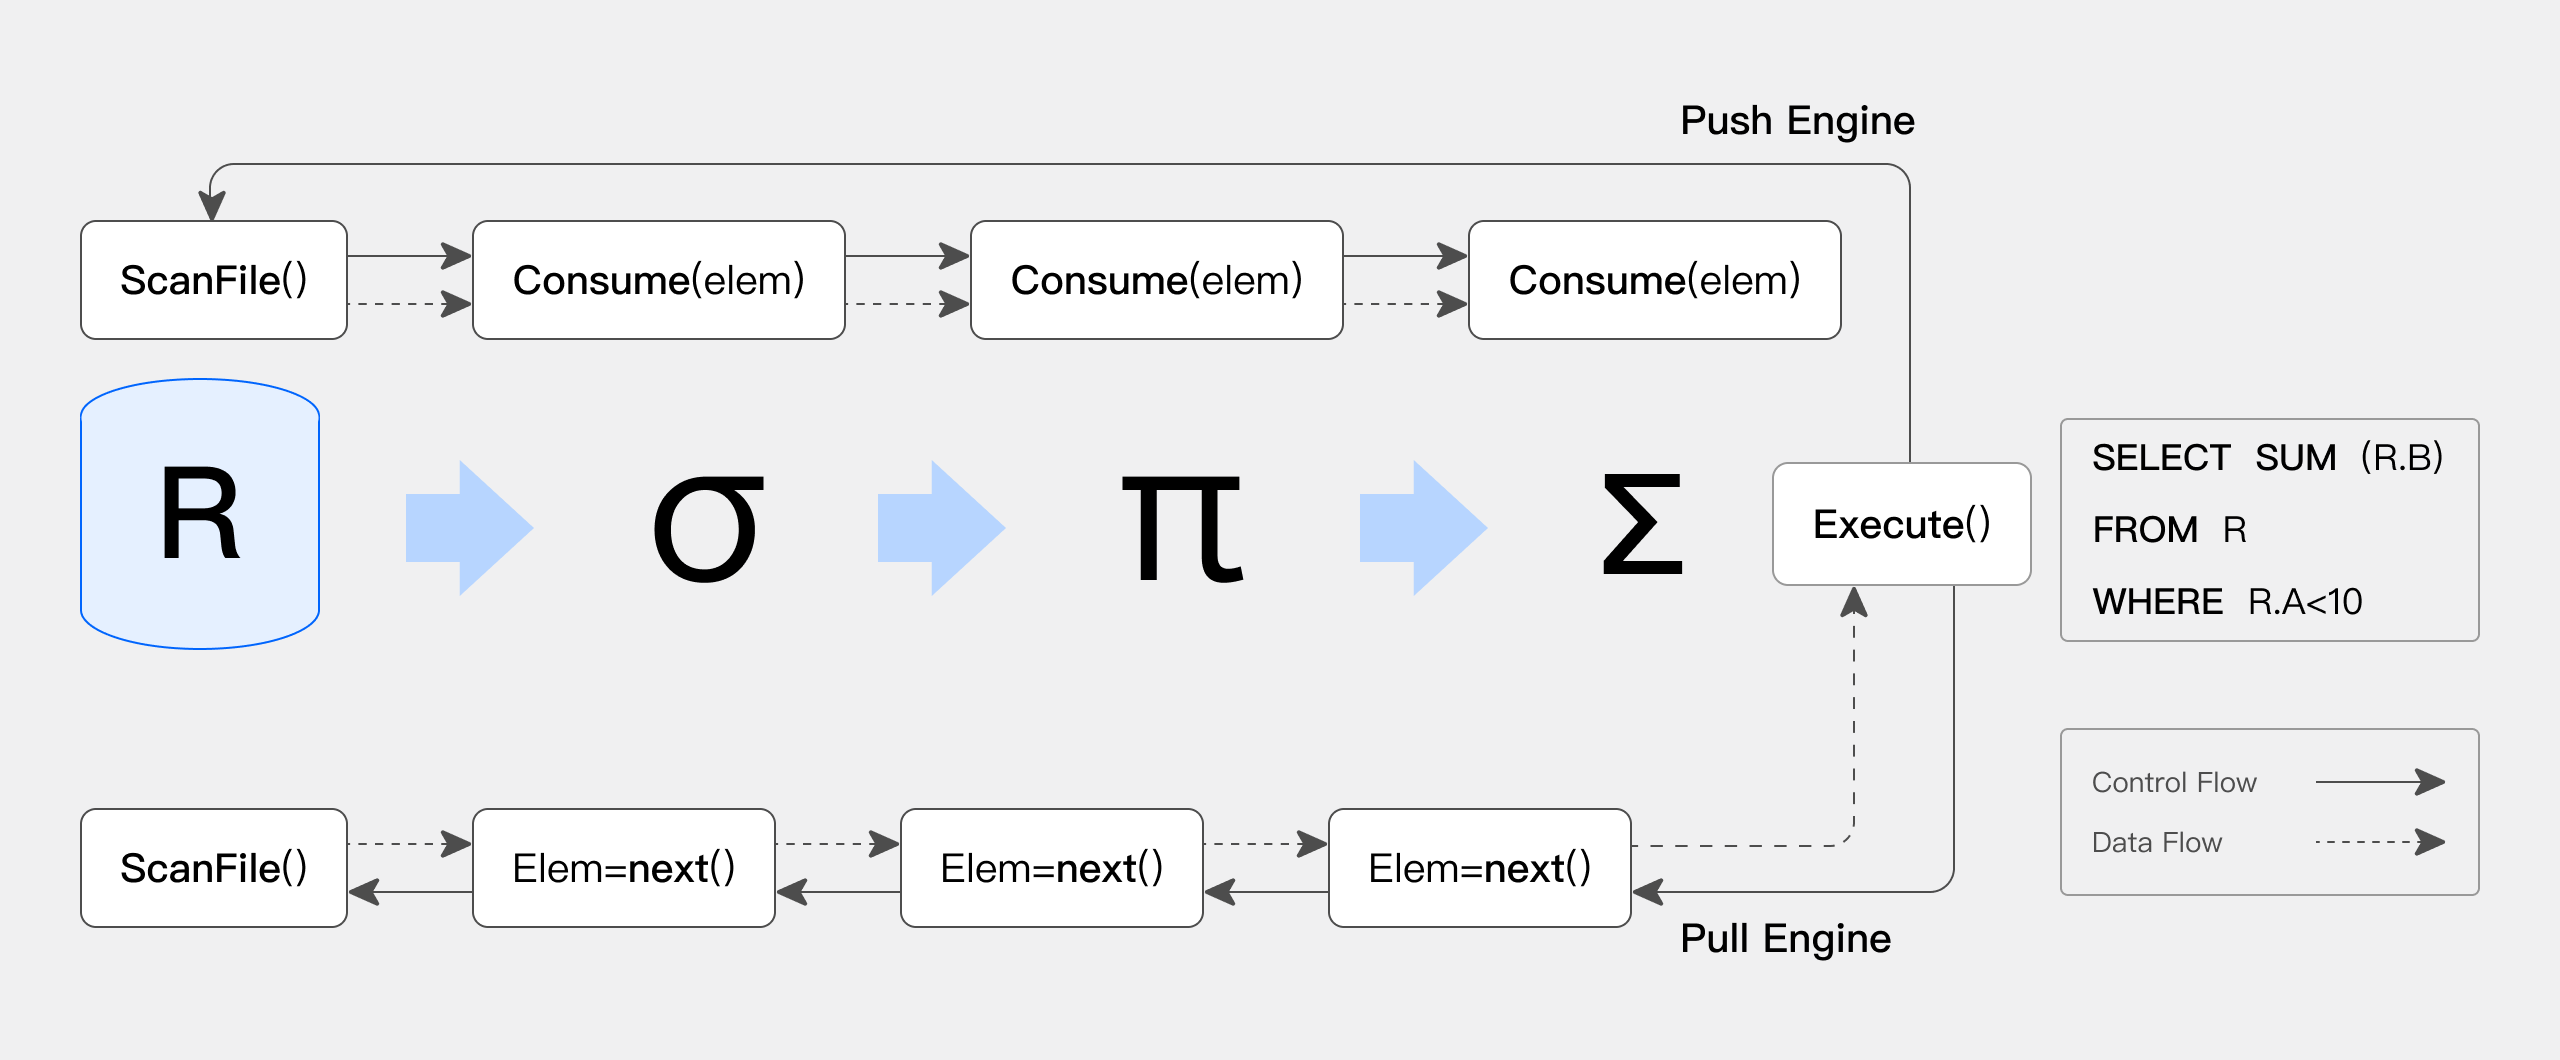 Push Engine
ScanFile()
Consume(elem)
Consume(elem)
Consume(elem)
R
σ
π
Σ
Execute()
SELECT SUM (R.B)
FROM R
WHERE R.A<10
Control Flow
Data Flow
ScanFile()
Elem=next()
Elem=next()
Elem=next()
Pull Engine